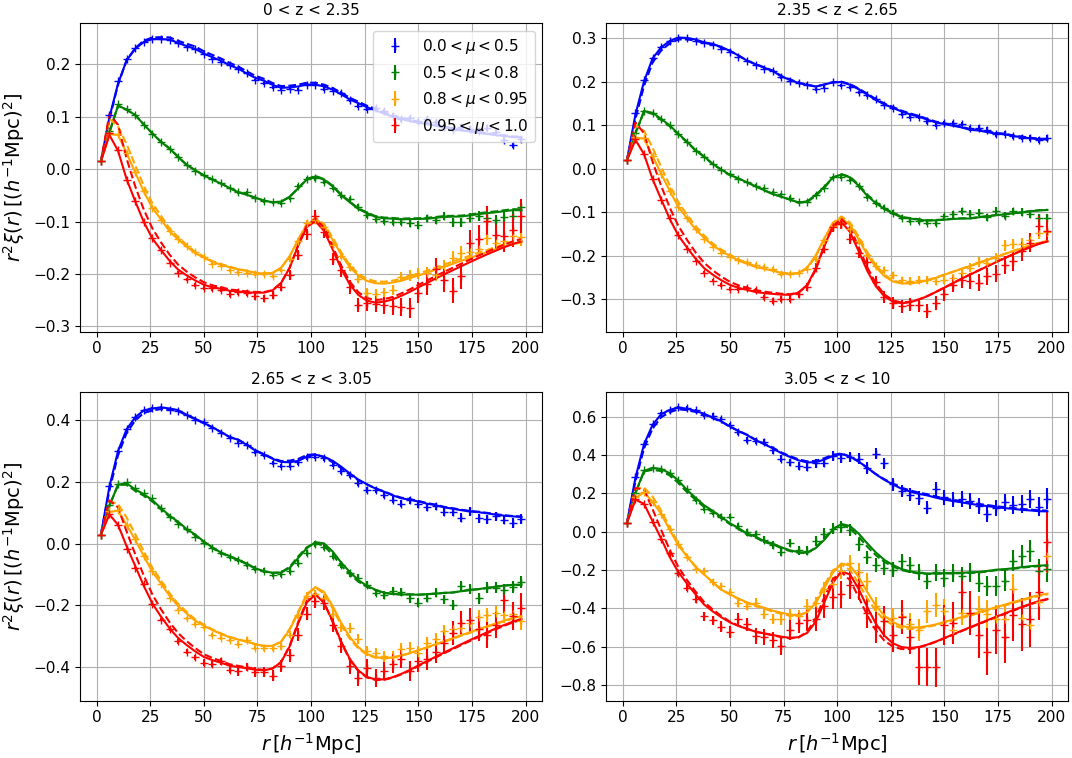 0 < z < 2.35
r²ξ(r) [(h⁻¹Mpc)²]
0.2
0.1
0.0
−0.1
−0.2
−0.3
0.0 < μ < 0.5
0.5 < μ < 0.8
0.8 < μ < 0.95
0.95 < μ < 1.0
0 25 50 75 100 125 150 175 200
2.35 < z < 2.65
0.3
0.2
0.1
0.0
−0.1
−0.2
−0.3
0 25 50 75 100 125 150 175 200
2.65 < z < 3.05
r²ξ(r) [(h⁻¹Mpc)²]
0.4
0.2
0.0
−0.2
−0.4
0 25 50 75 100 125 150 175 200
r [h⁻¹Mpc]
3.05 < z < 10
0.6
0.4
0.2
0.0
−0.2
−0.4
−0.6
−0.8
0 25 50 75 100 125 150 175 200
r [h⁻¹Mpc]